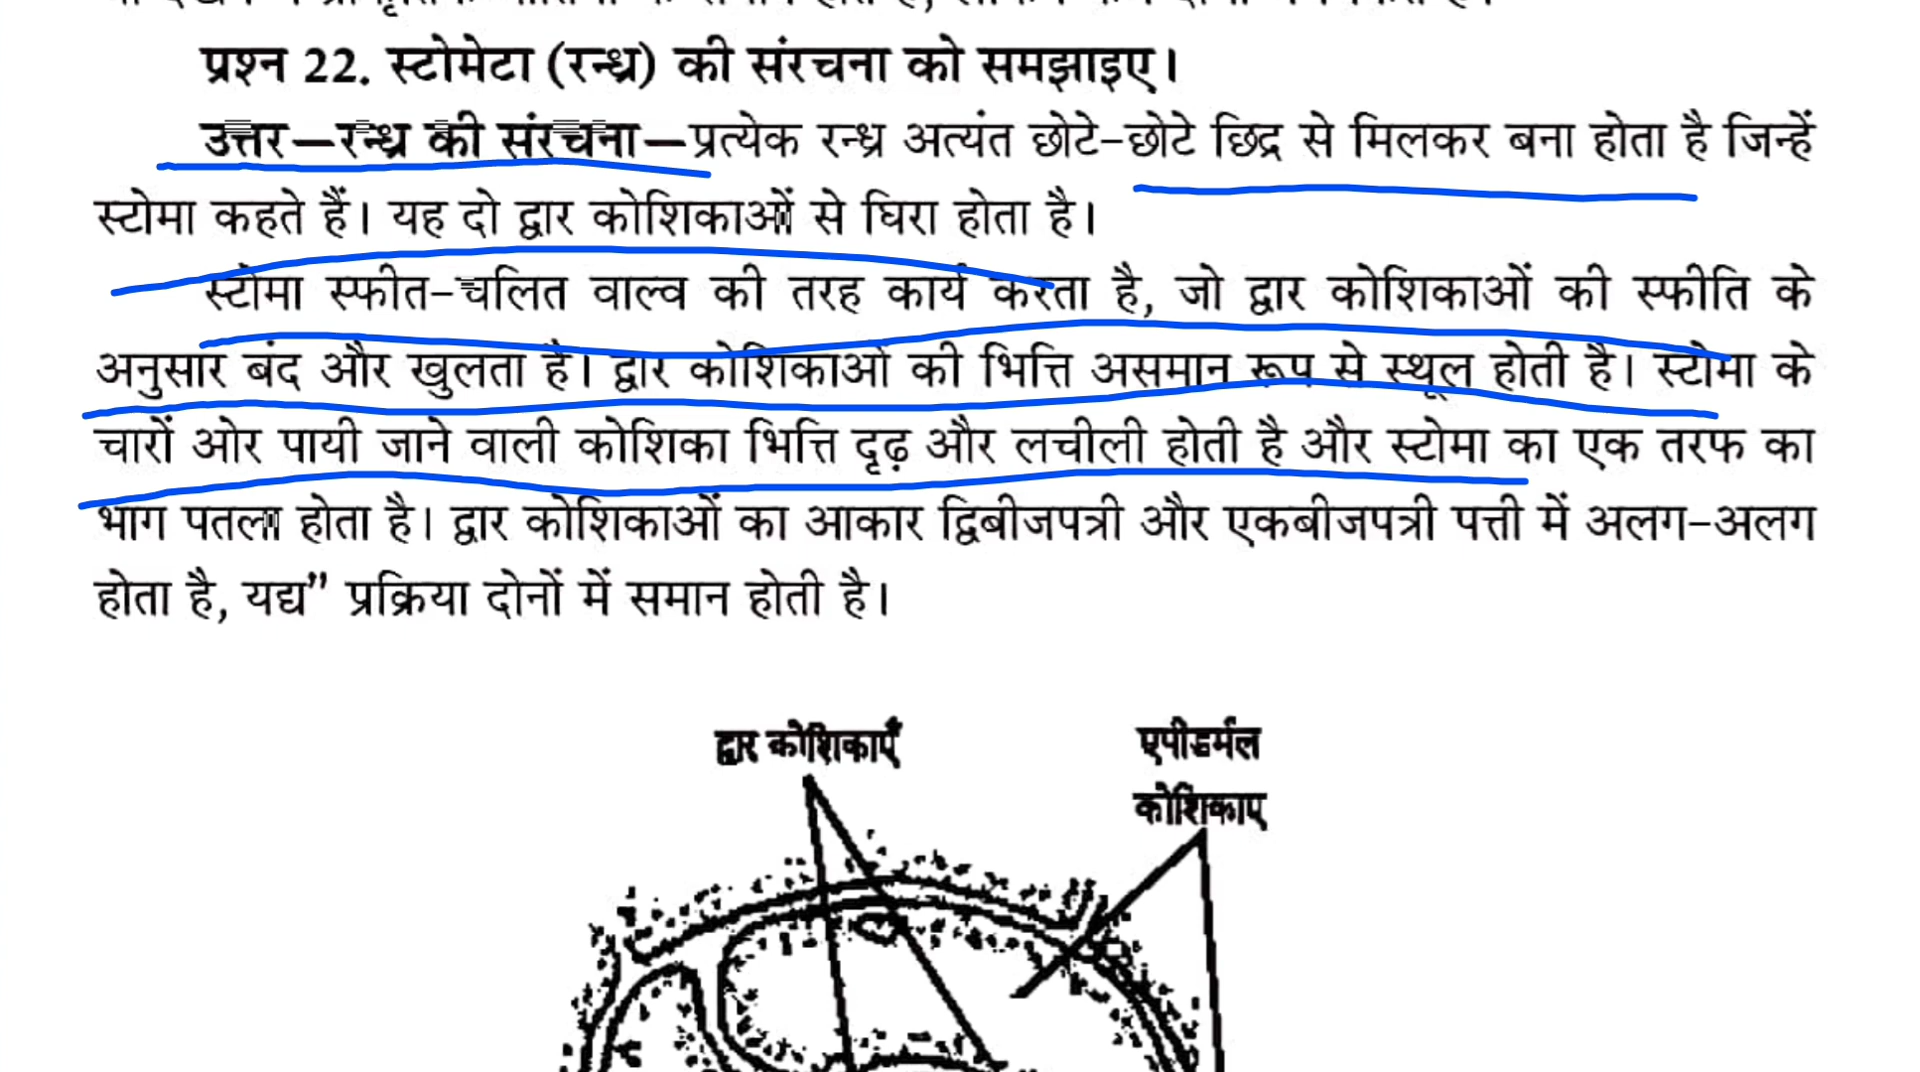 प्रश्न 22. स्टोमेटा (रन्ध्र) की संरचना को समझाइए।
उत्तर—रन्ध्र की संरचना—प्रत्येक रन्ध्र अत्यंत छोटे-छोटे छिद्र से मिलकर बना होता है जिन्हें
स्टोमा कहते हैं। यह दो द्वार कोशिकाओं से घिरा होता है।
स्टोमा स्फीत-चलित वाल्व की तरह कार्य करता है, जो द्वार कोशिकाओं की स्फीति के
अनुसार बंद और खुलता है। द्वार कोशिकाओं की भित्ति असमान रूप से स्थूल होती है। स्टोमा के
चारों ओर पायी जाने वाली कोशिका भित्ति दृढ़ और लचीली होती है और स्टोमा का एक तरफ का
भाग पतला होता है। द्वार कोशिकाओं का आकार द्विबीजपत्री और एकबीजपत्री पत्ती में अलग-अलग
होता है, यद्य” प्रक्रिया दोनों में समान होती है।
द्वार कोशिकाएँ
एपीडर्मल
कोशिकाए